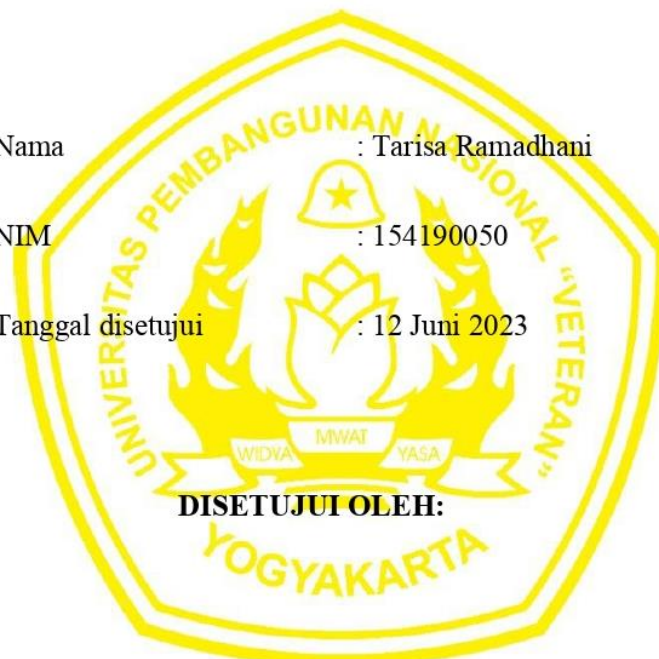 UNIVERSITAS PEMBANGUNAN NASIONAL "VETERAN"
Nama : Tarisa Ramadhani
NIM : 154190050
Tanggal disetujui : 12 Juni 2023
WIDYA MWAT YASA
DISETUJUI OLEH:
YOGYAKARTA